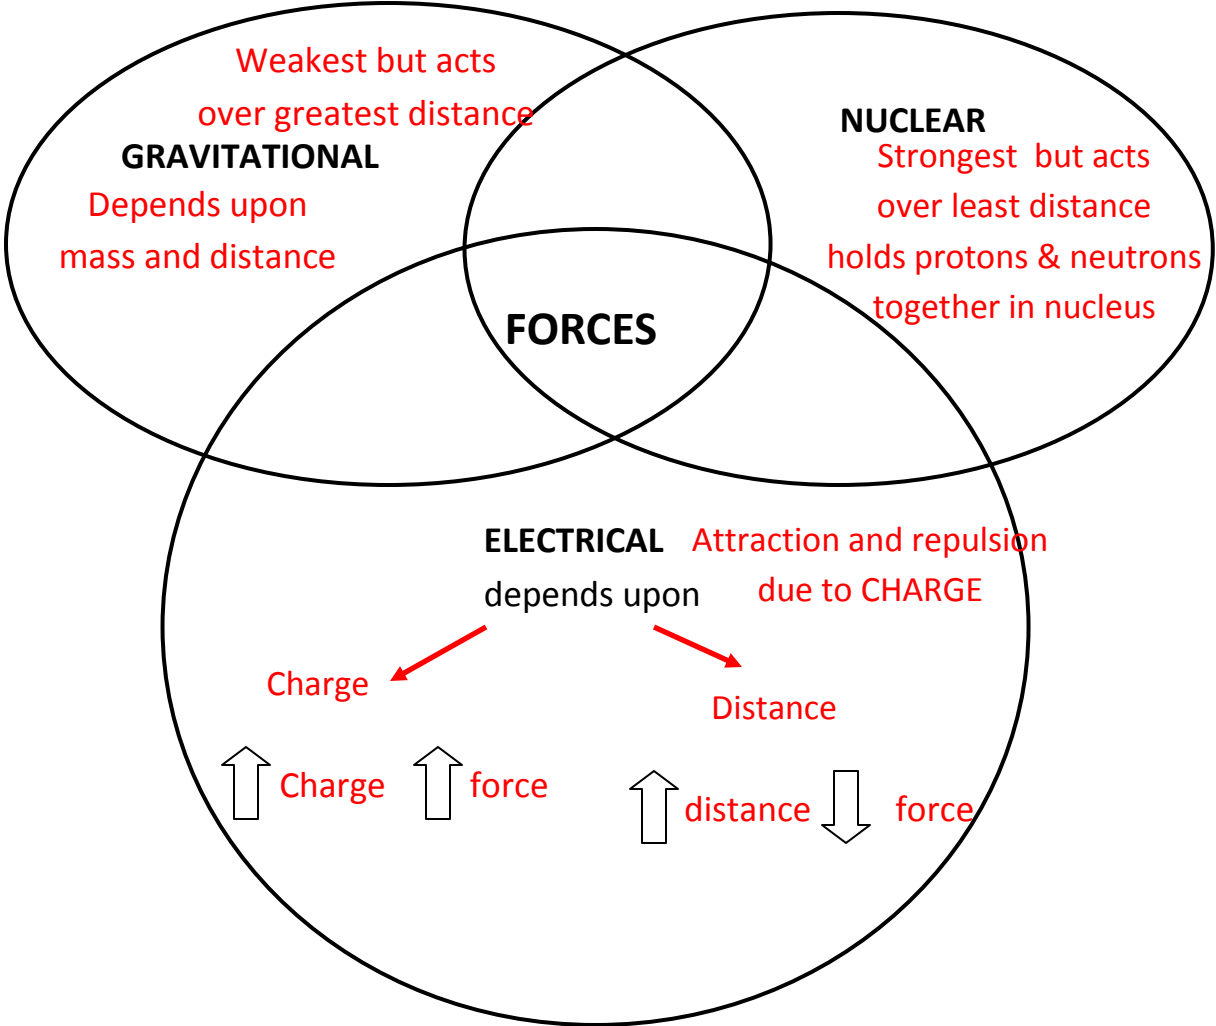 Weakest but acts
over greatest distance
GRAVITATIONAL
Depends upon
mass and distance
NUCLEAR
Strongest but acts
over least distance
holds protons & neutrons
together in nucleus
FORCES
ELECTRICAL
depends upon
Attraction and repulsion
due to CHARGE
Charge
Distance
Charge force
distance force